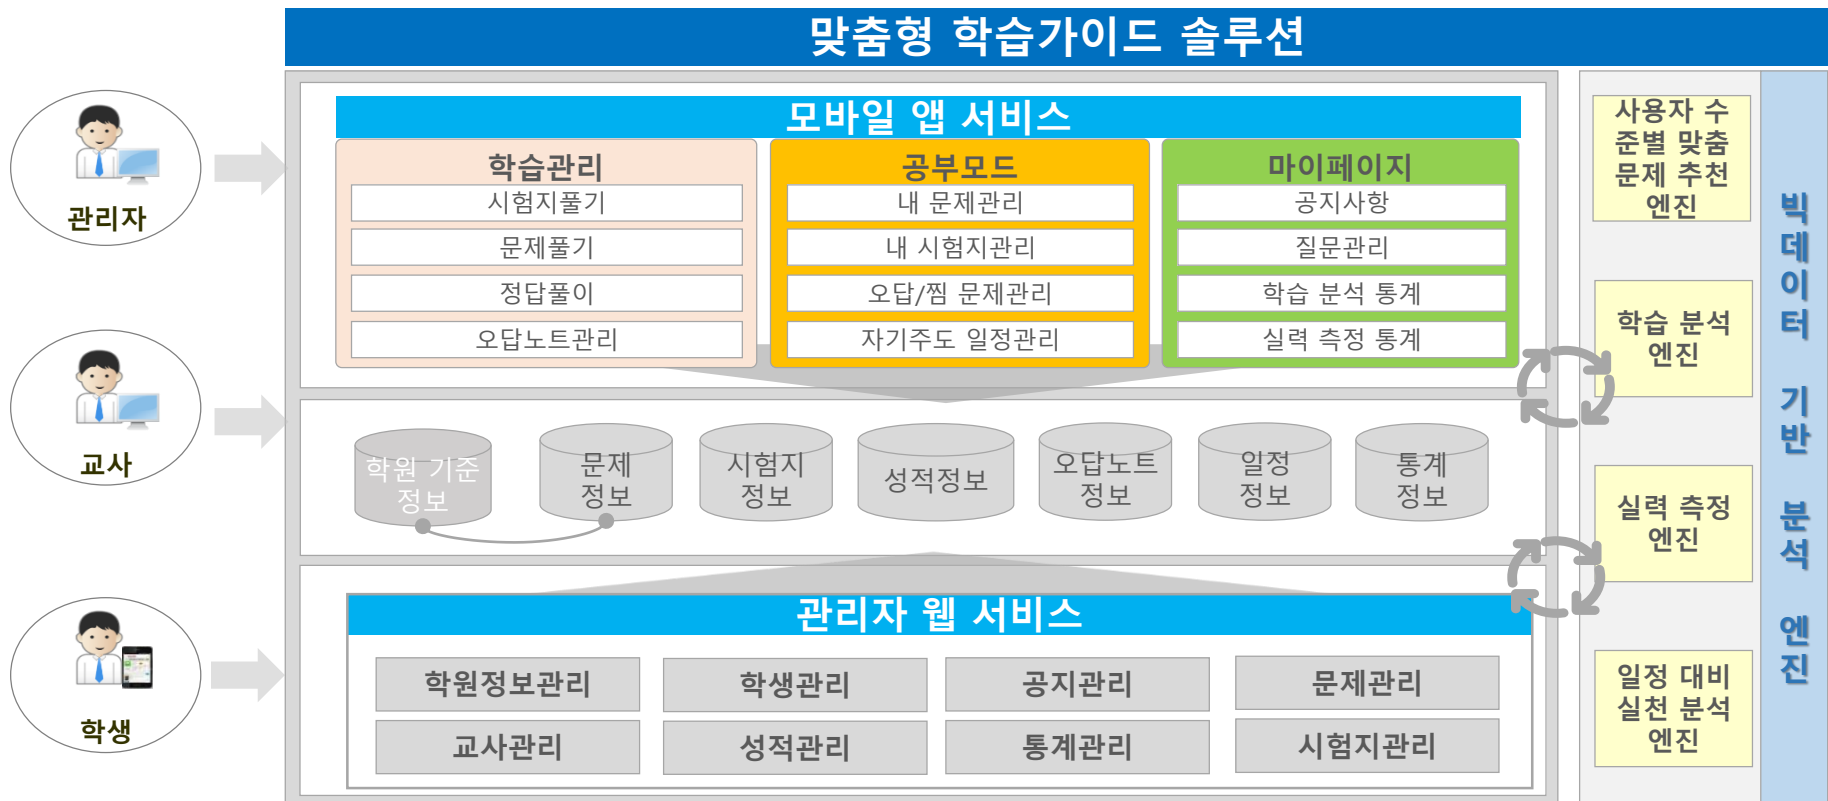 맞춤형 학습가이드 솔루션
관리자
교사
학생
모바일 앱 서비스
학습관리
시험지풀기
문제풀기
정답풀이
오답노트관리
공부모드
내 문제관리
내 시험지관리
오답/찜 문제관리
자기주도 일정관리
마이페이지
공지사항
질문관리
학습 분석 통계
실력 측정 통계
학원 기준
정보
문제
정보
시험지
정보
성적정보
오답노트
정보
일정
정보
통계
정보
관리자 웹 서비스
학원정보관리
학생관리
공지관리
문제관리
교사관리
성적관리
통계관리
시험지관리
사용자 수
준별 맞춤
문제 추천
엔진
학습 분석
엔진
실력 측정
엔진
일정 대비
실천 분석
엔진
빅데이터 기반 분석 엔진